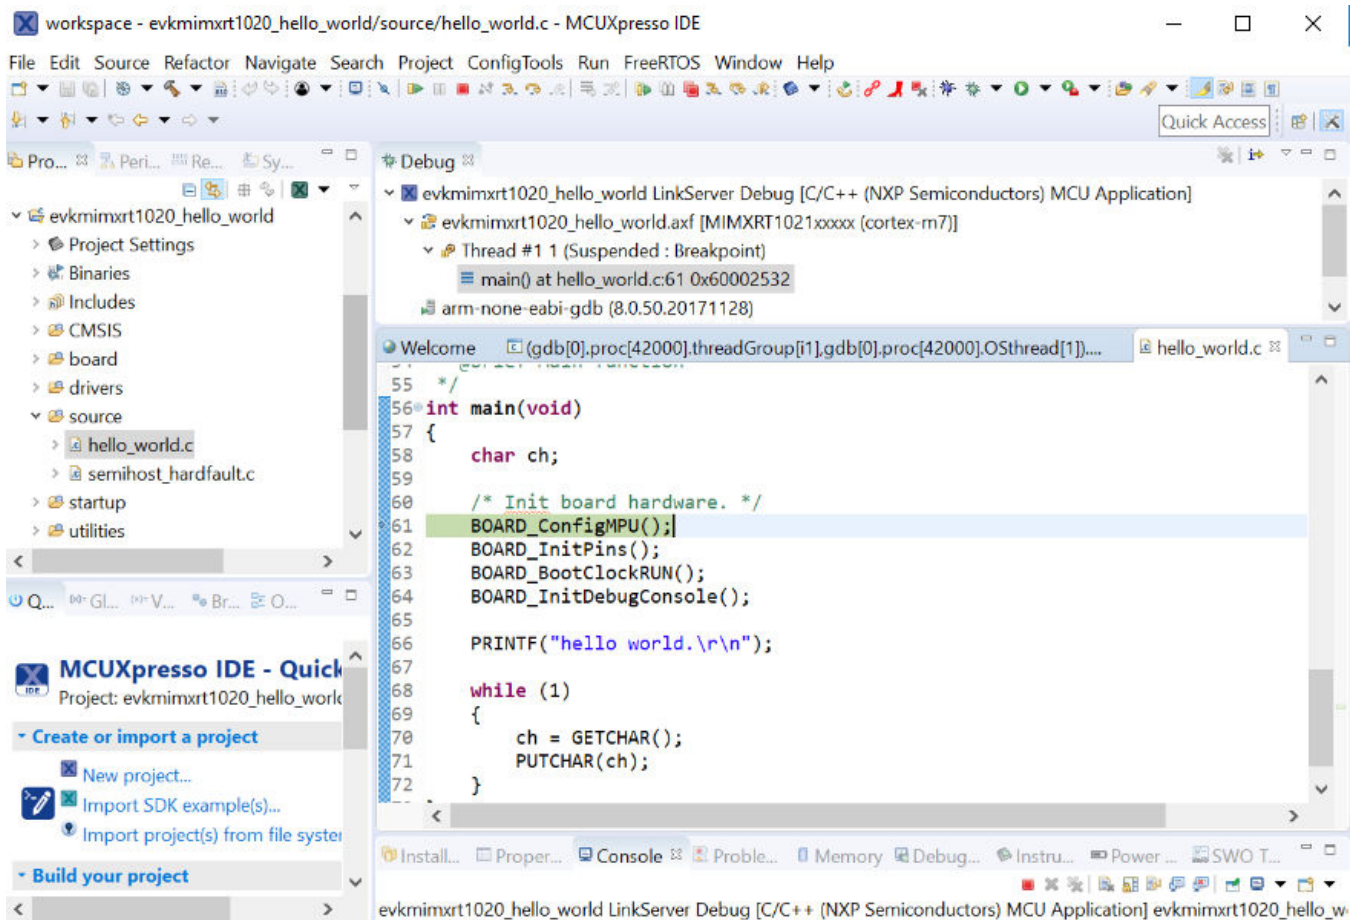 workspace - evkmimxrt1020_hello_world/source/hello_world.c - MCUXpresso IDE
File Edit Source Refactor Navigate Search Project ConfigTools Run FreeRTOS Window Help
Quick Access
Pro... Peri... Re... Sy...
evkmimxrt1020_hello_world
Project Settings
Binaries
Includes
CMSIS
board
drivers
source
hello_world.c
semihost_hardfault.c
startup
utilities
Q... (x)= Gl... (x)= V... Br... O...
IDE
MCUXpresso IDE - Quick
Project: evkmimxrt1020_hello_world
Create or import a project
New project...
Import SDK example(s)...
Import project(s) from file system
Build your project
Debug
evkmimxrt1020_hello_world LinkServer Debug [C/C++ (NXP Semiconductors) MCU Application]
evkmimxrt1020_hello_world.axf [MIMXRT1021xxxxx (cortex-m7)]
Thread #1 1 (Suspended : Breakpoint)
main() at hello_world.c:61 0x60002532
arm-none-eabi-gdb (8.0.50.20171128)
Welcome (gdb[0].proc[42000].threadGroup[i1],gdb[0].proc[42000].OSthread[1]).... hello_world.c
55 */
56 int main(void)
57 {
58 char ch;
59
60 /* Init board hardware. */
61 BOARD_ConfigMPU();
62 BOARD_InitPins();
63 BOARD_BootClockRUN();
64 BOARD_InitDebugConsole();
65
66 PRINTF("hello world.\r\n");
67
68 while (1)
69 {
70 ch = GETCHAR();
71 PUTCHAR(ch);
72 }
Install... Proper... Console Proble... Memory Debug... Instru... Power ... SWO T...
evkmimxrt1020_hello_world LinkServer Debug [C/C++ (NXP Semiconductors) MCU Application] evkmimxrt1020_hello_w